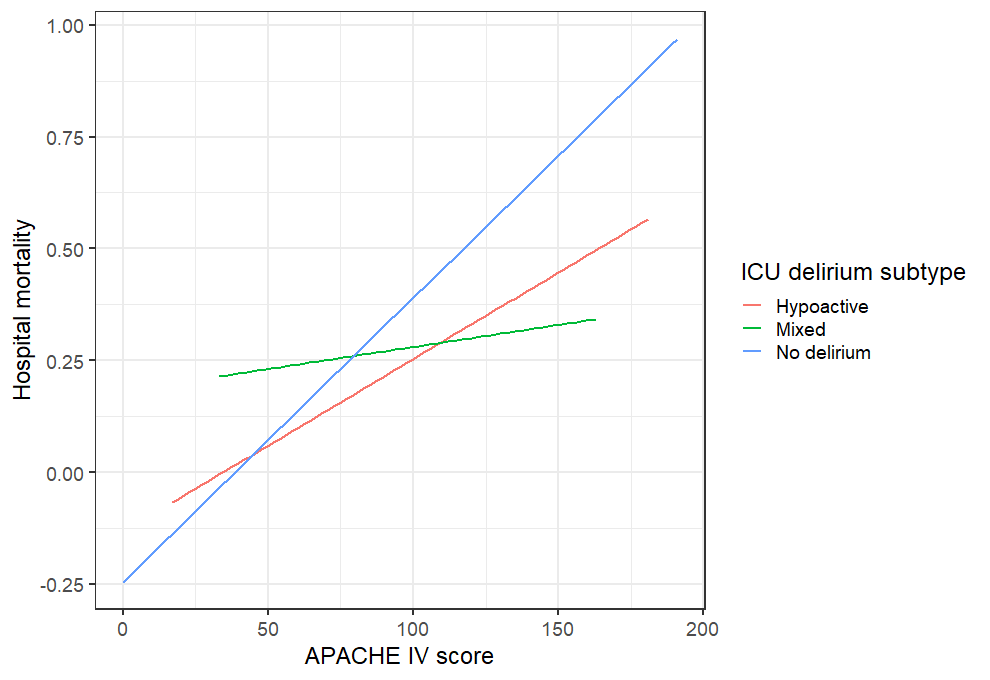 1.00
0.75
0.50
0.25
0.00
-0.25
Hospital mortality
0 50 100 150 200
APACHE IV score
ICU delirium subtype
Hypoactive
Mixed
No delirium